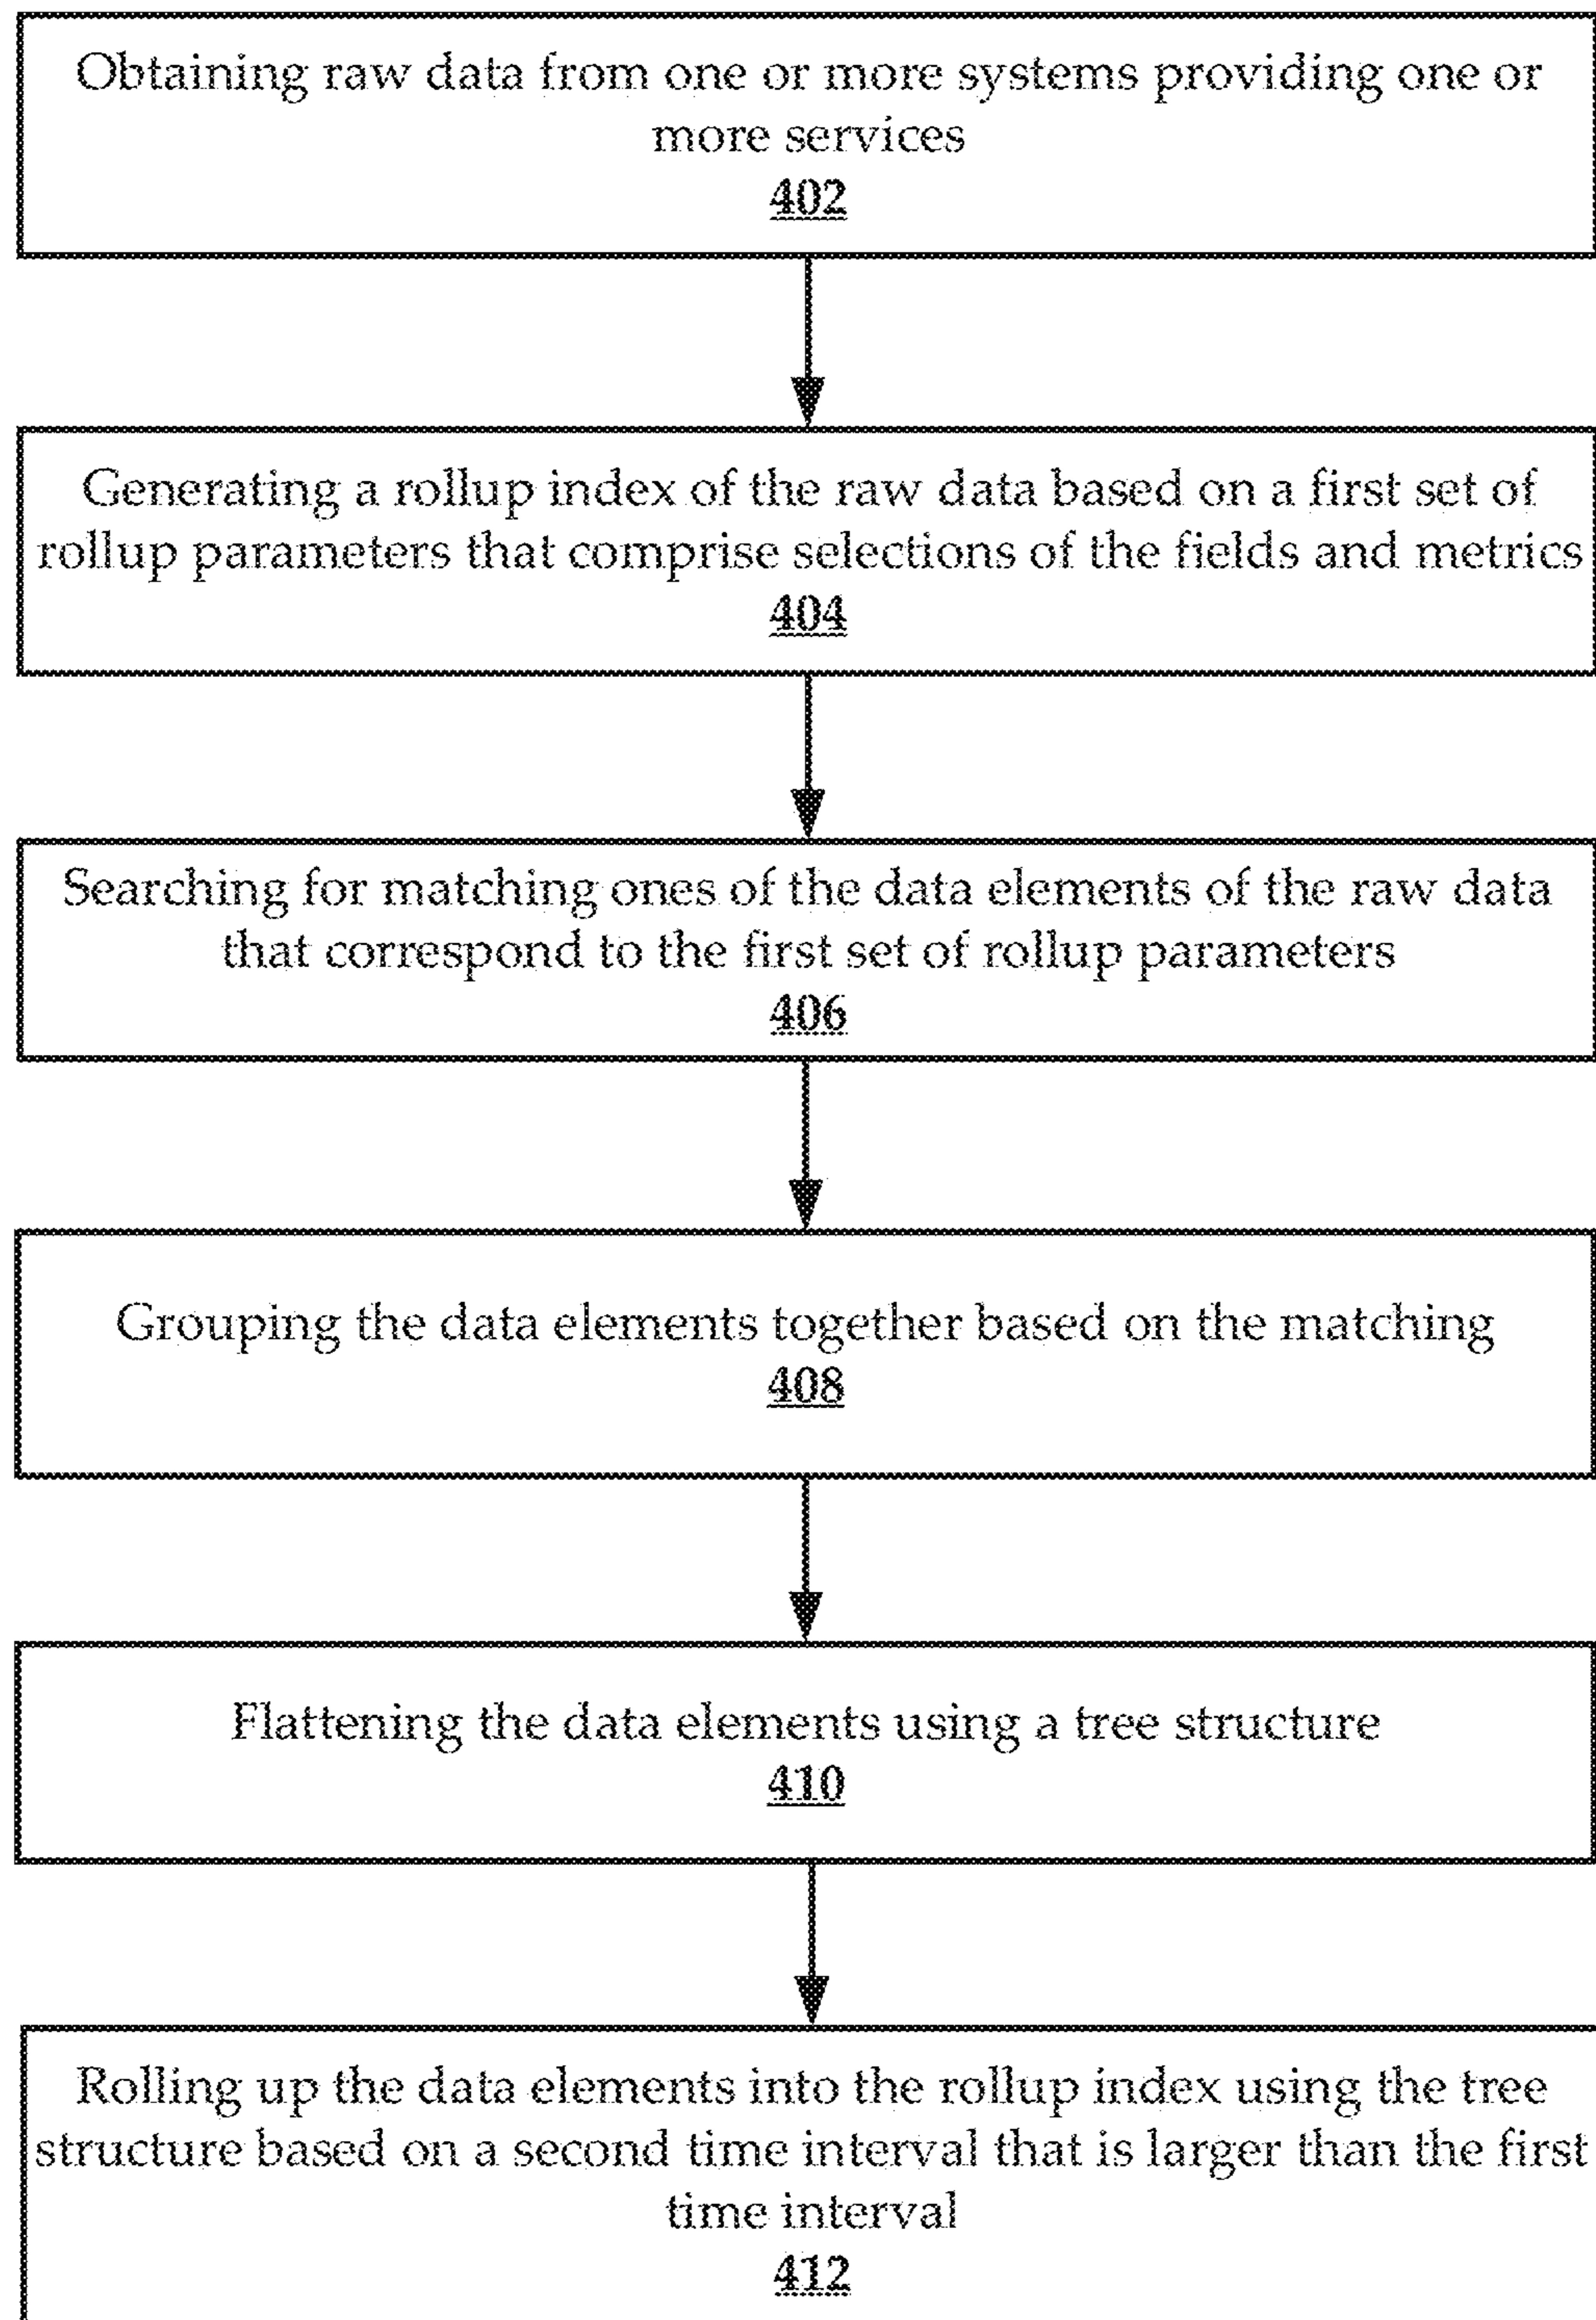 Obtaining raw data from one or more systems providing one or
more services
402
Generating a rollup index of the raw data based on a first set of
rollup parameters that comprise selections of the fields and metrics
404
Searching for matching ones of the data elements of the raw data
that correspond to the first set of rollup parameters
406
Grouping the data elements together based on the matching
408
Flattening the data elements using a tree structure
410
Rolling up the data elements into the rollup index using the tree
structure based on a second time interval that is larger than the first
time interval
412